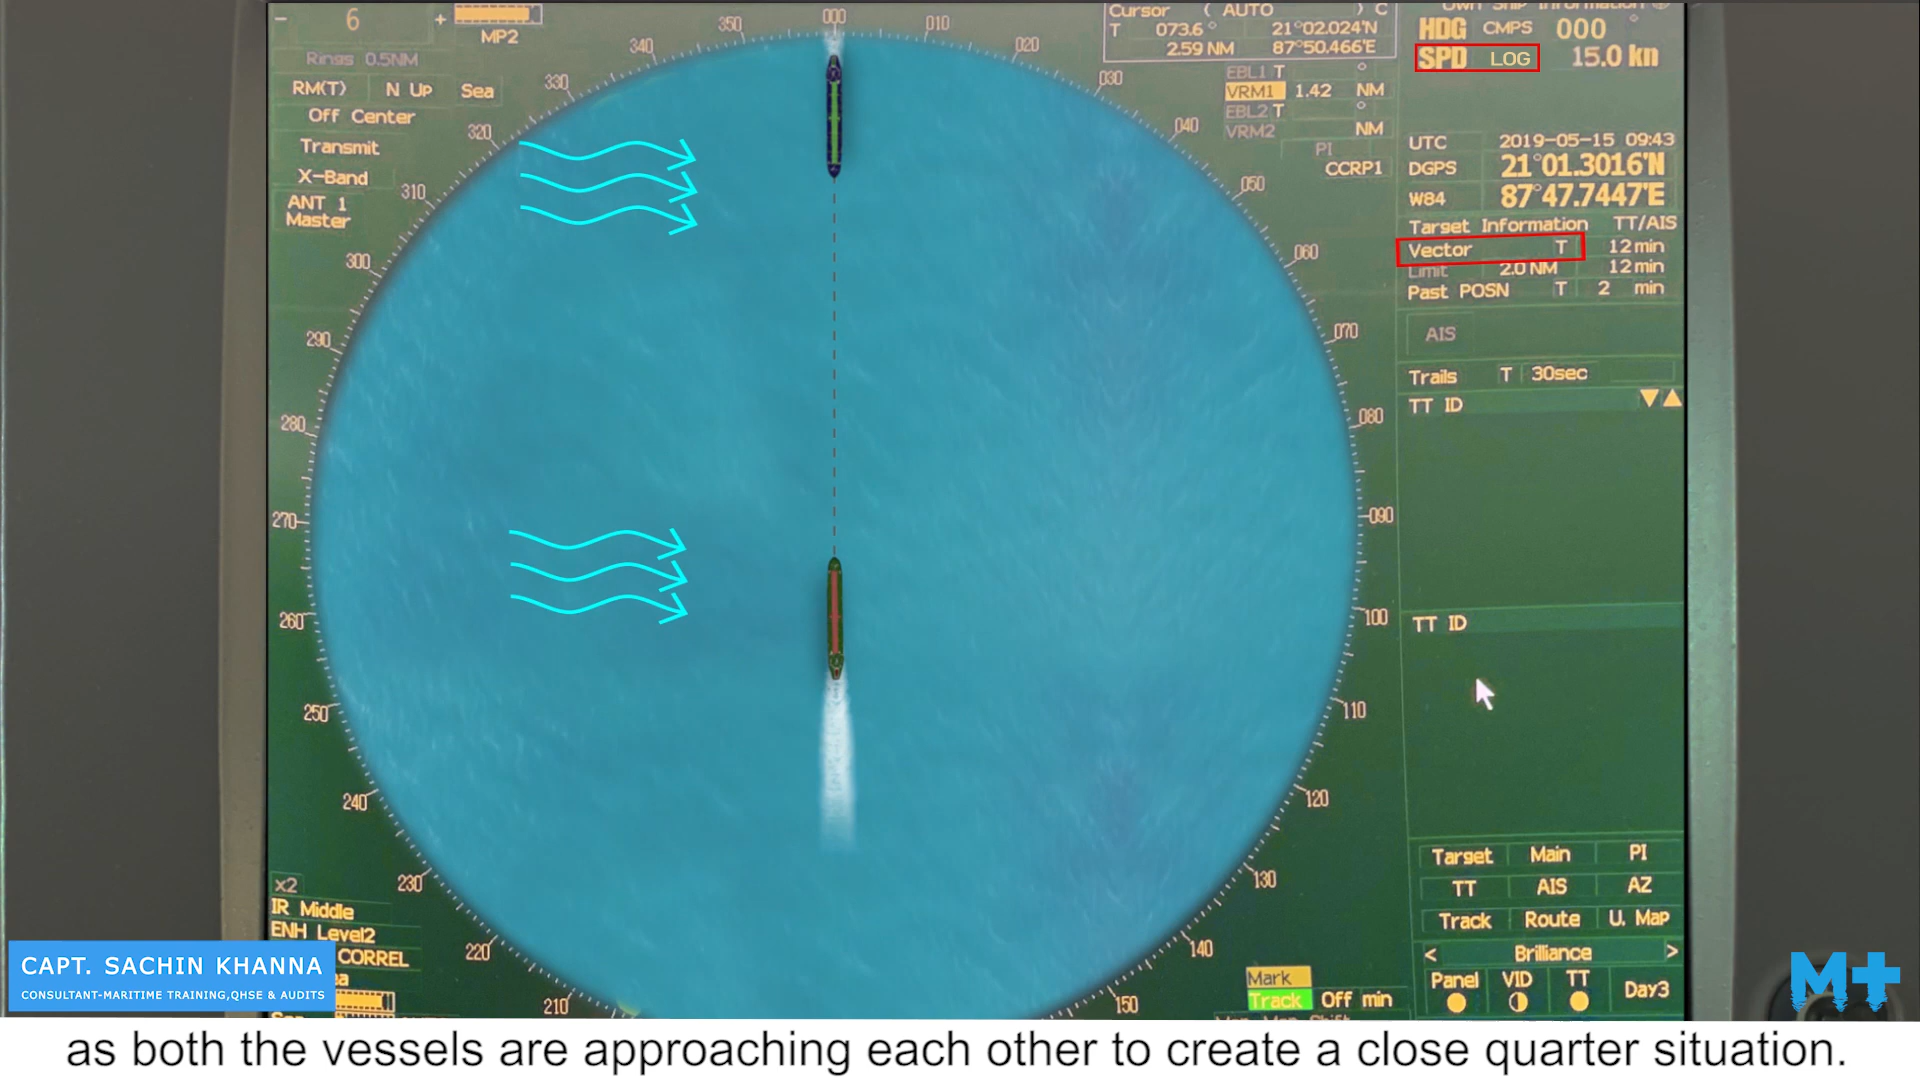 − 6 +
MP2
Rings 0.5NM
RM(T) N Up Sea
Off Center
Transmit
X-Band
ANT 1
Master
Cursor ( AUTO ) C
T 073.6° 21°02.024'N
2.59 NM 87°50.466'E
EBL1 T °
VRM1 1.42 NM
EBL2 T °
VRM2 NM
PI
CCRP1
Own Ship Information
HDG CMPS 000 °
SPD LOG 15.0 kn
UTC 2019-05-15 09:43
DGPS 21°01.3016'N
W84 87°47.7447'E
Target Information TT/AIS
Vector T 12 min
Limit 2.0 NM 12 min
Past POSN T 2 min
AIS
Trails T 30sec
TT ID ▼▲
TT ID
000
010
020
030
040
050
060
070
080
090
100
110
120
130
140
150
210
220
230
240
250
260
270
280
290
300
310
320
330
340
350
x2
IR Middle
ENH Level2
CORREL
Mark
Track Off min
Target Main PI
TT AIS AZ
Track Route U. Map
< Brilliance >
Panel VID TT Day3
CAPT. SACHIN KHANNA
CONSULTANT-MARITIME TRAINING,QHSE & AUDITS
M+
as both the vessels are approaching each other to create a close quarter situation.